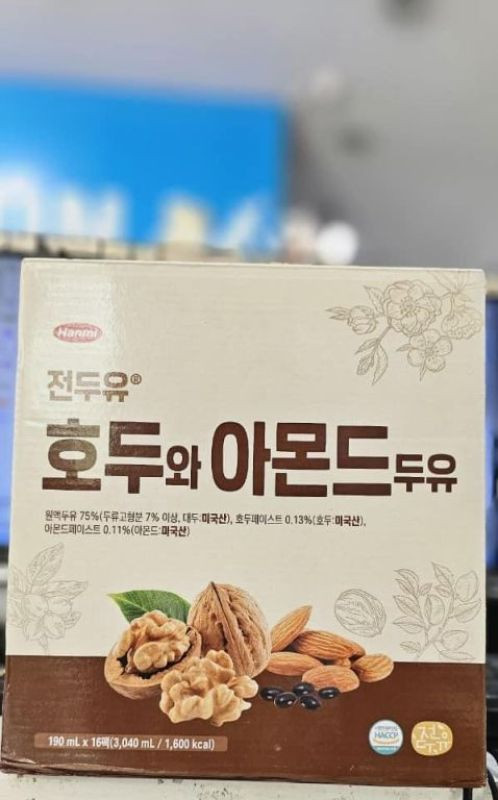 Hanmi
전두유®
호두와 아몬드두유
원액두유 75%(두류고형분 7% 이상, 대두:미국산), 호두페이스트 0.13%(호두:미국산),
아몬드페이스트 0.11%(아몬드:미국산)
190 mL x 16팩(3,040 mL / 1,600 kcal)
HACCP
전두유